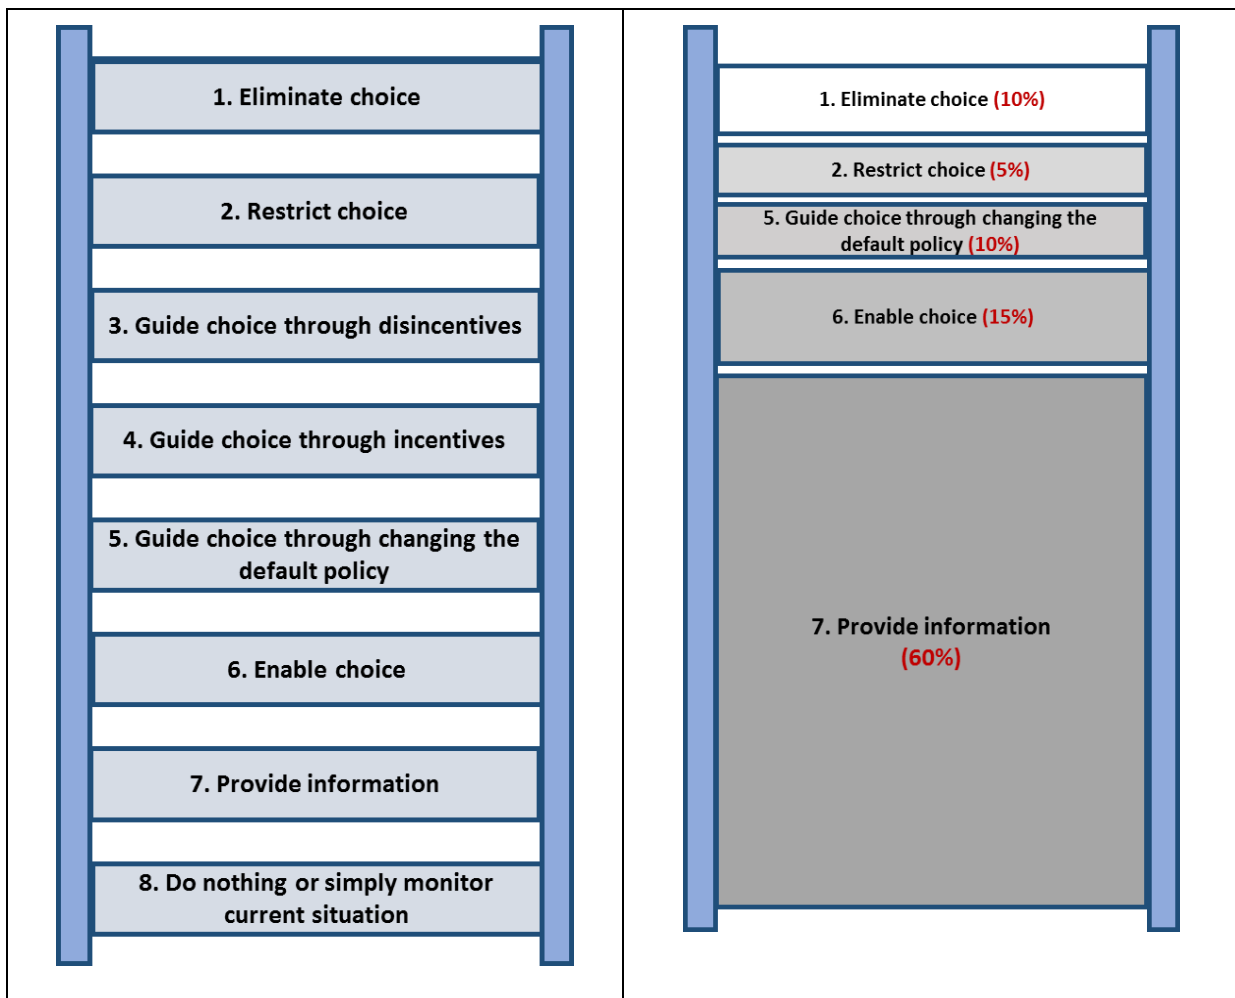 1. Eliminate choice
2. Restrict choice
3. Guide choice through disincentives
4. Guide choice through incentives
5. Guide choice through changing the
default policy
6. Enable choice
7. Provide information
8. Do nothing or simply monitor
current situation
1. Eliminate choice (10%)
2. Restrict choice (5%)
5. Guide choice through changing the
default policy (10%)
6. Enable choice (15%)
7. Provide information
(60%)